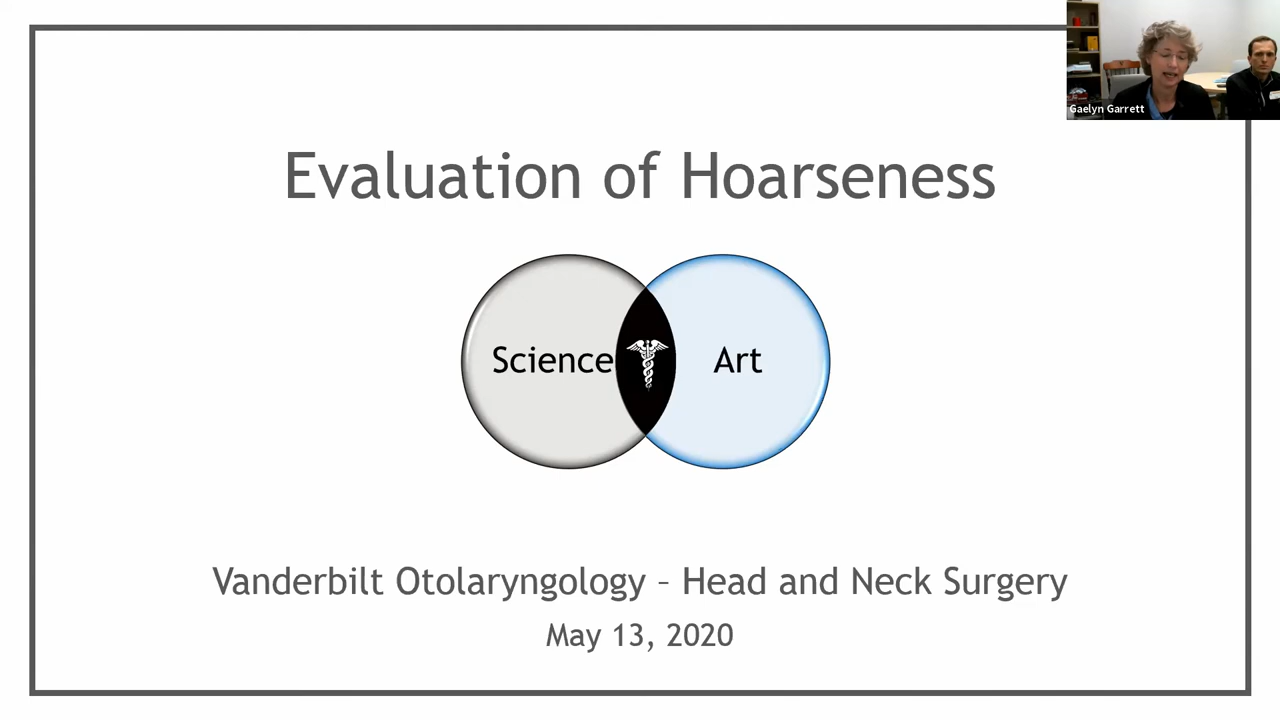 Gaelyn Garrett
Evaluation of Hoarseness
Science
Art
Vanderbilt Otolaryngology – Head and Neck Surgery
May 13, 2020